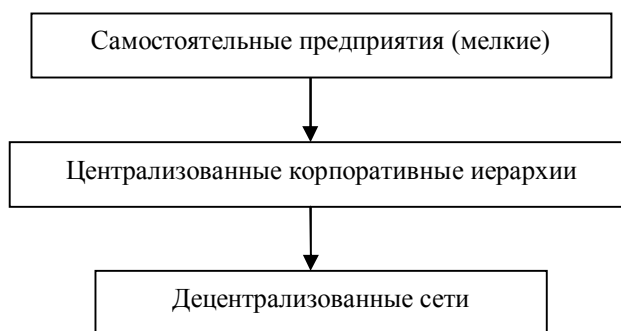 Самостоятельные предприятия (мелкие)
Централизованные корпоративные иерархии
Децентрализованные сети